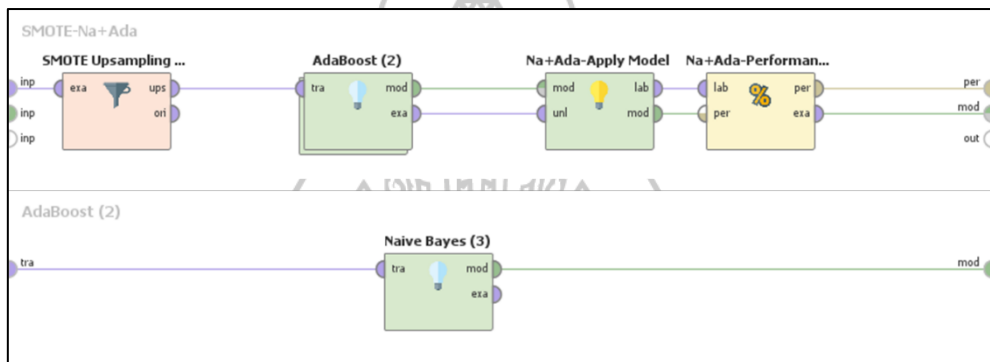 SMOTE-Na+Ada
SMOTE Upsampling ... AdaBoost (2) Na+Ada-Apply Model Na+Ada-Performan...
inp exa ups tra mod mod lab lab per per
inp ori exa unl mod per exa mod
inp out
AdaBoost (2)
Naive Bayes (3)
tra tra mod mod
exa